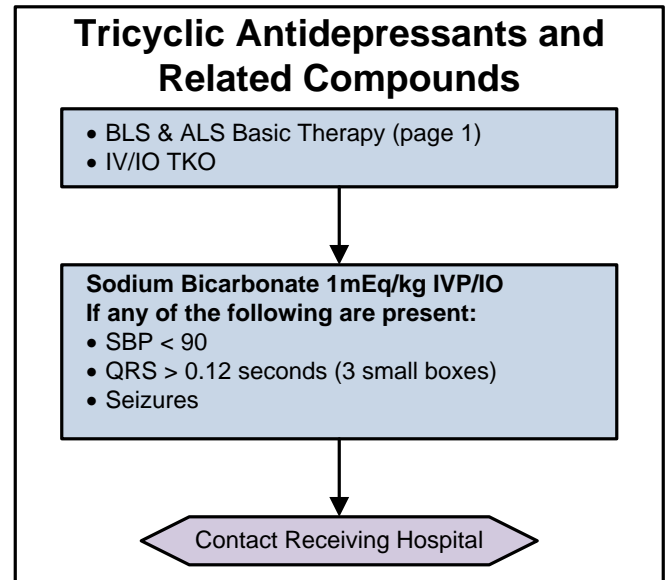 Tricyclic Antidepressants and
Related Compounds
• BLS & ALS Basic Therapy (page 1)
• IV/IO TKO
Sodium Bicarbonate 1mEq/kg IVP/IO
If any of the following are present:
• SBP < 90
• QRS > 0.12 seconds (3 small boxes)
• Seizures
Contact Receiving Hospital